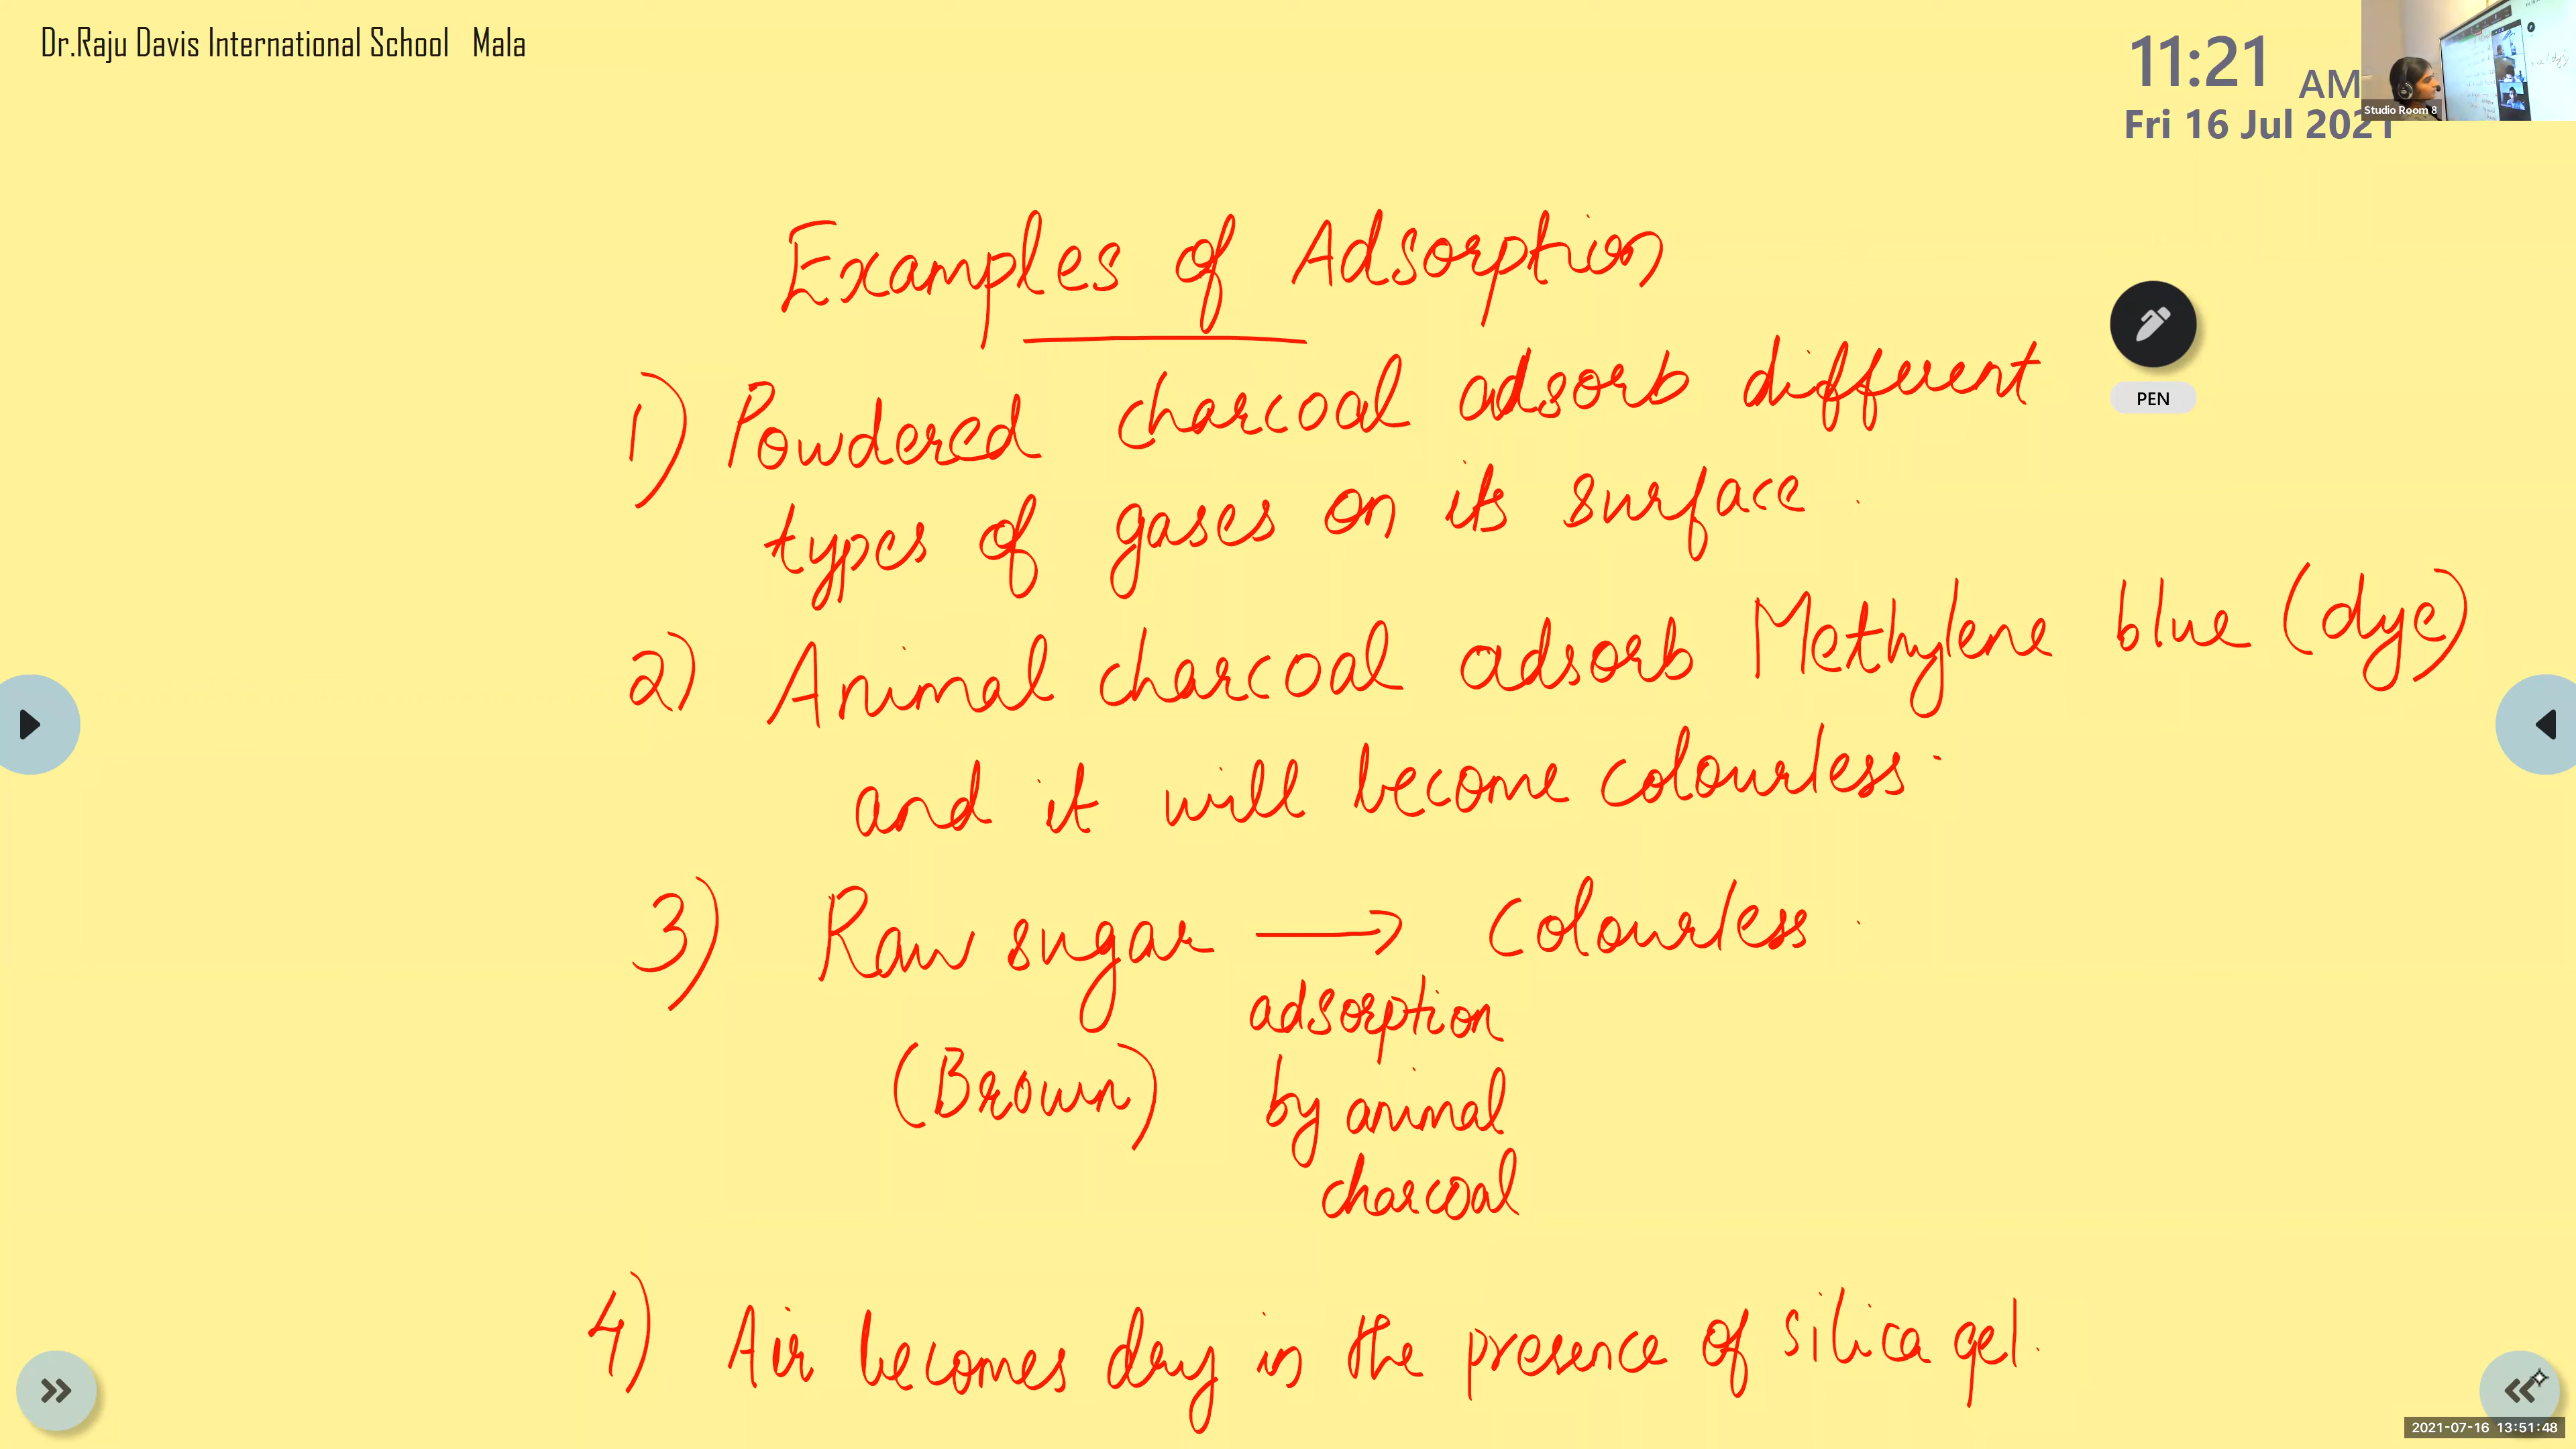 Dr.Raju Davis International School Mala
11:21 AM
Fri 16 Jul 2021
Studio Room 8
Examples of Adsorption
PEN
1) Powdered charcoal adsorb different
types of gases on its surface.
2) Animal charcoal adsorb Methylene blue (dye)
and it will become colourless.
3) Raw sugar → Colourless.
adsorption
(Brown) by animal
charcoal
4) Air becomes dry in the presence of silica gel.
2021-07-16 13:51:48